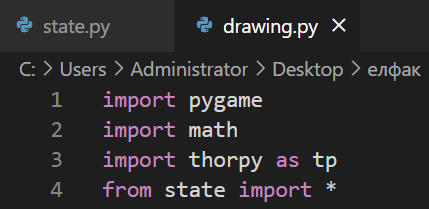 state.py drawing.py ×
C: > Users > Administrator > Desktop > елфак
1 import pygame
2 import math
3 import thorpy as tp
4 from state import *